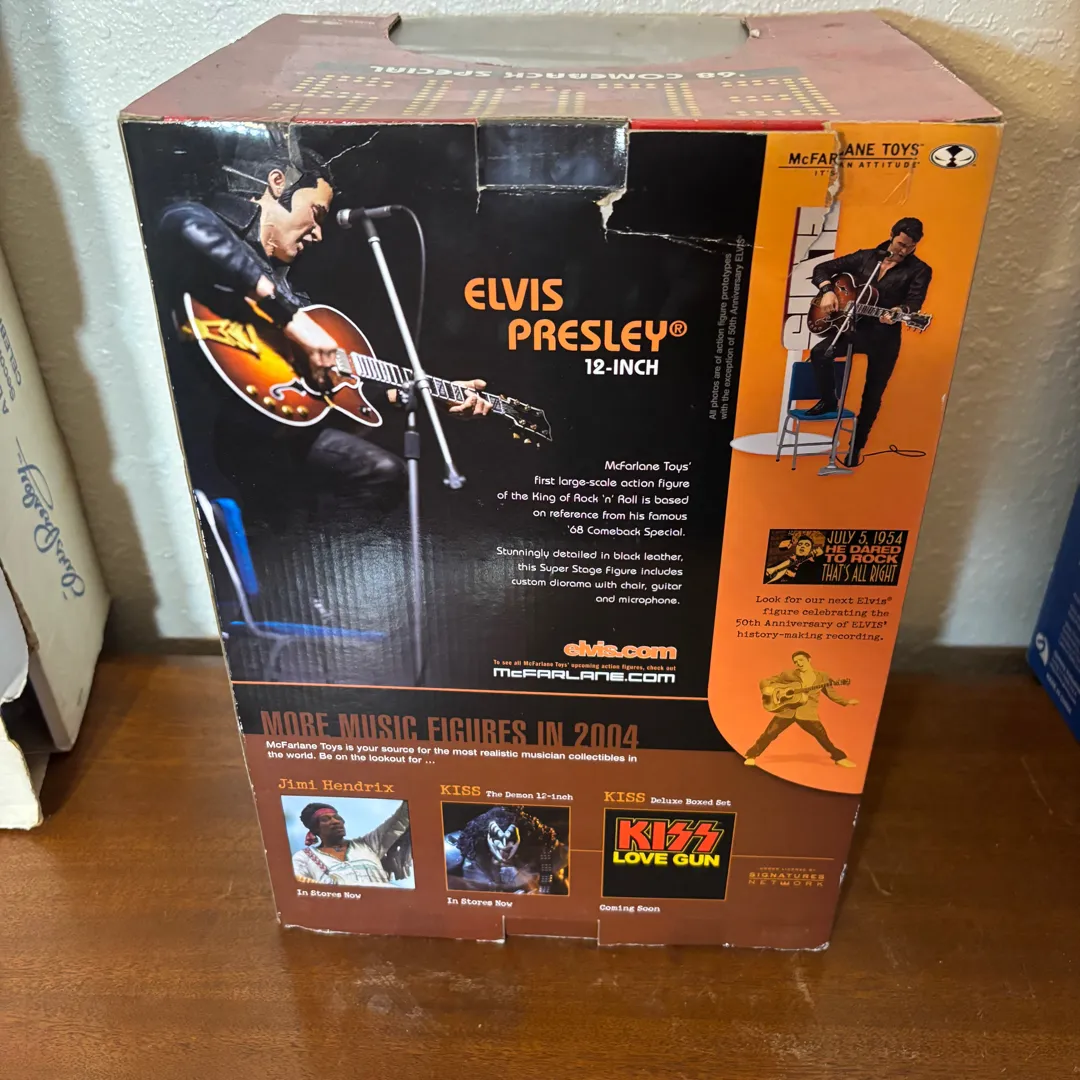 '68 COMEBACK SPECIAL
ELVIS
McFARLANE TOYS™
IT'S AN ATTITUDE
ELVIS
PRESLEY®
12-INCH
All photos are of action figure prototypes
with the exception of 50th Anniversary ELVIS®
McFarlane Toys'
first large-scale action figure
of the King of Rock 'n' Roll is based
on reference from his famous
'68 Comeback Special.
Stunningly detailed in black leather,
this Super Stage Figure includes
custom diorama with chair, guitar
and microphone.
elvis.com
To see all McFarlane Toys' upcoming action figures, check out
McFARLANE.COM
JULY 5, 1954
HE DARED
TO ROCK
THAT'S ALL RIGHT
Look for our next Elvis®
figure celebrating the
50th Anniversary of ELVIS®
history-making recording.
MORE MUSIC FIGURES IN 2004
McFarlane Toys is your source for the most realistic musician collectibles in
the world. Be on the lookout for ...
Jimi Hendrix
In Stores Now
KISS The Demon 12-inch
In Stores Now
KISS Deluxe Boxed Set
KISS
LOVE GUN
Coming Soon
UNDER LICENSE BY
SIGNATURES
NETWORK
Elvis Presley